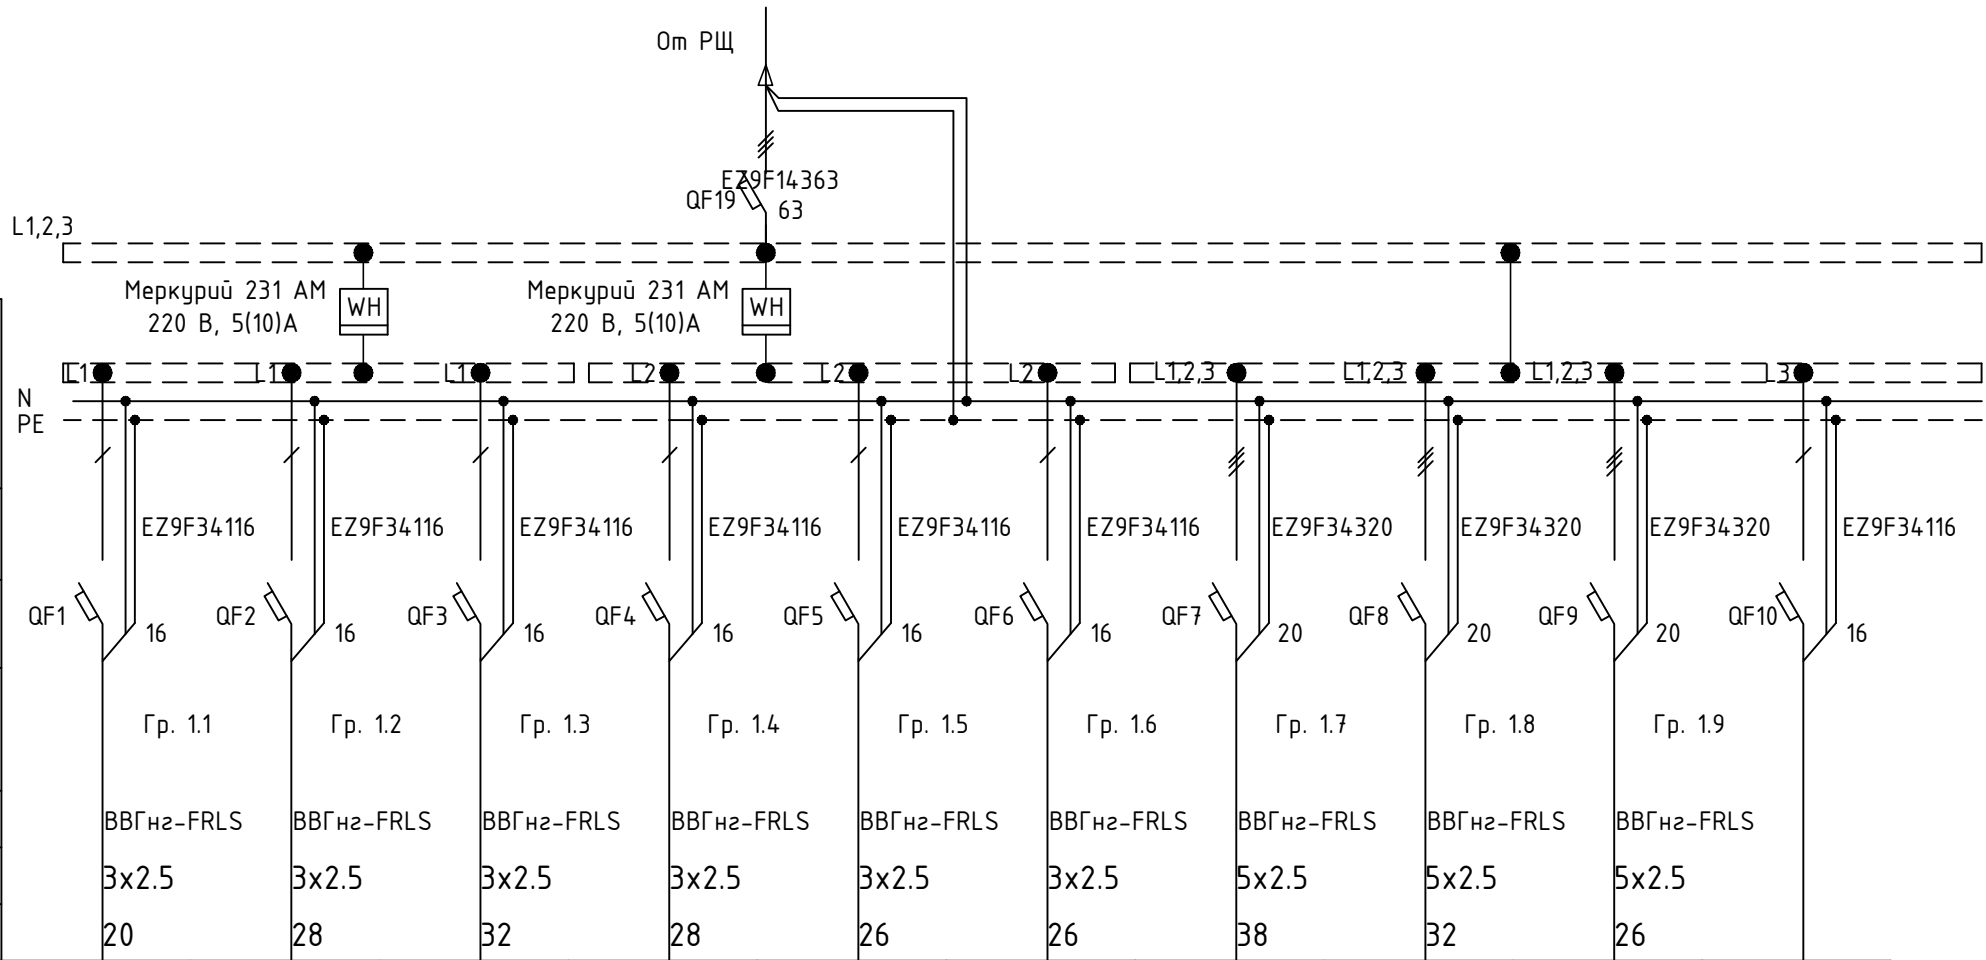 От РЩ
EZ9F14363
QF19
63
L1,2,3
Меркурий 231 АМ
220 В, 5(10)А
WH
Меркурий 231 АМ
220 В, 5(10)А
WH
L1 L1 L1 L2 L2 L2 L1,2,3 L1,2,3 L1,2,3 L3
N
PE
EZ9F34116 EZ9F34116 EZ9F34116 EZ9F34116 EZ9F34116 EZ9F34116 EZ9F34320 EZ9F34320 EZ9F34320 EZ9F34116
QF1 QF2 QF3 QF4 QF5 QF6 QF7 QF8 QF9 QF10
16 16 16 16 16 16 20 20 20 16
Гр. 1.1 Гр. 1.2 Гр. 1.3 Гр. 1.4 Гр. 1.5 Гр. 1.6 Гр. 1.7 Гр. 1.8 Гр. 1.9
ВВГнг-FRLS ВВГнг-FRLS ВВГнг-FRLS ВВГнг-FRLS ВВГнг-FRLS ВВГнг-FRLS ВВГнг-FRLS ВВГнг-FRLS ВВГнг-FRLS
3x2.5 3x2.5 3x2.5 3x2.5 3x2.5 3x2.5 5x2.5 5x2.5 5x2.5
20 28 32 28 26 26 38 32 26